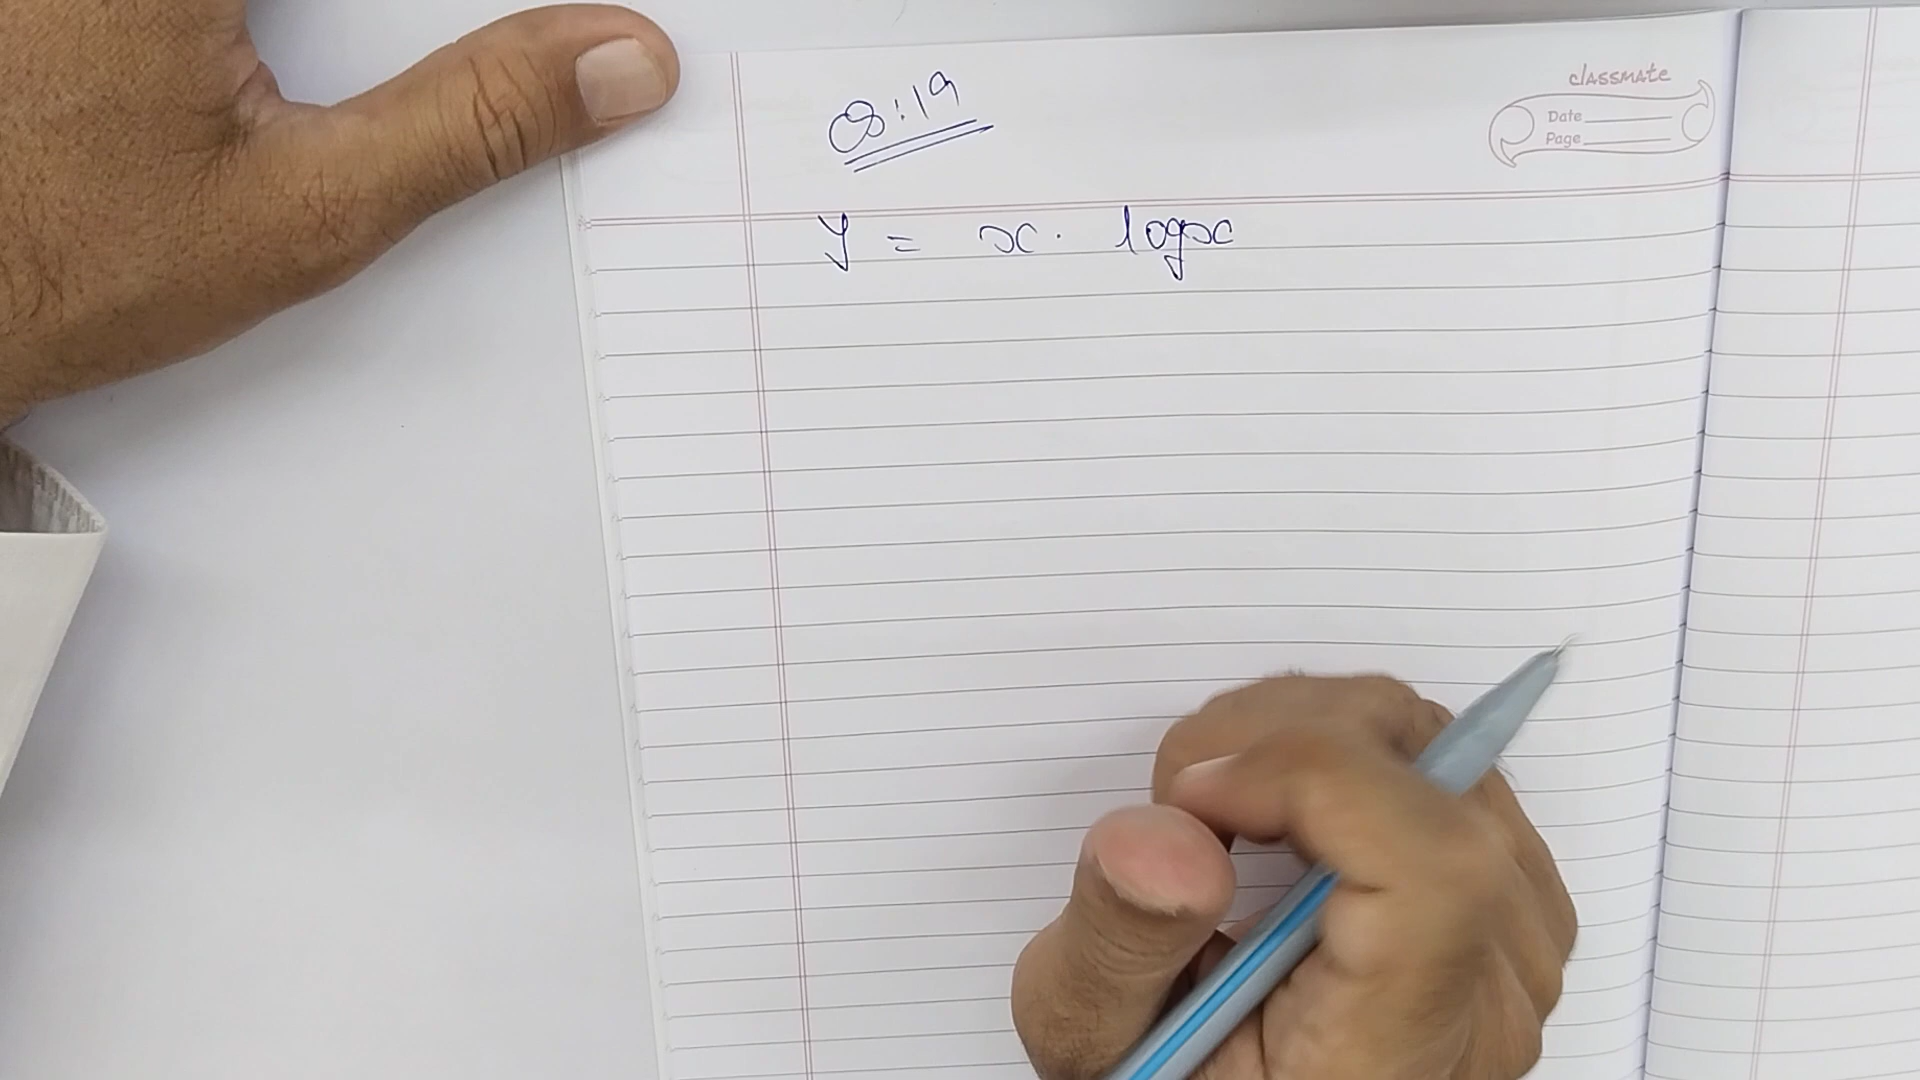 classmate
Date
Page
Q:19
y = x. logx